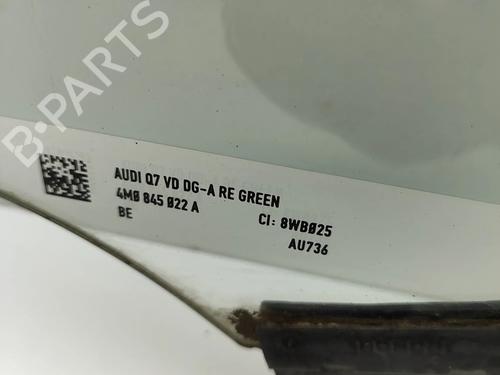 B-PARTS
AUDI Q7 VD DG-A RE GREEN
4M0 845 022 A
CI: 8WB025
BE
AU736